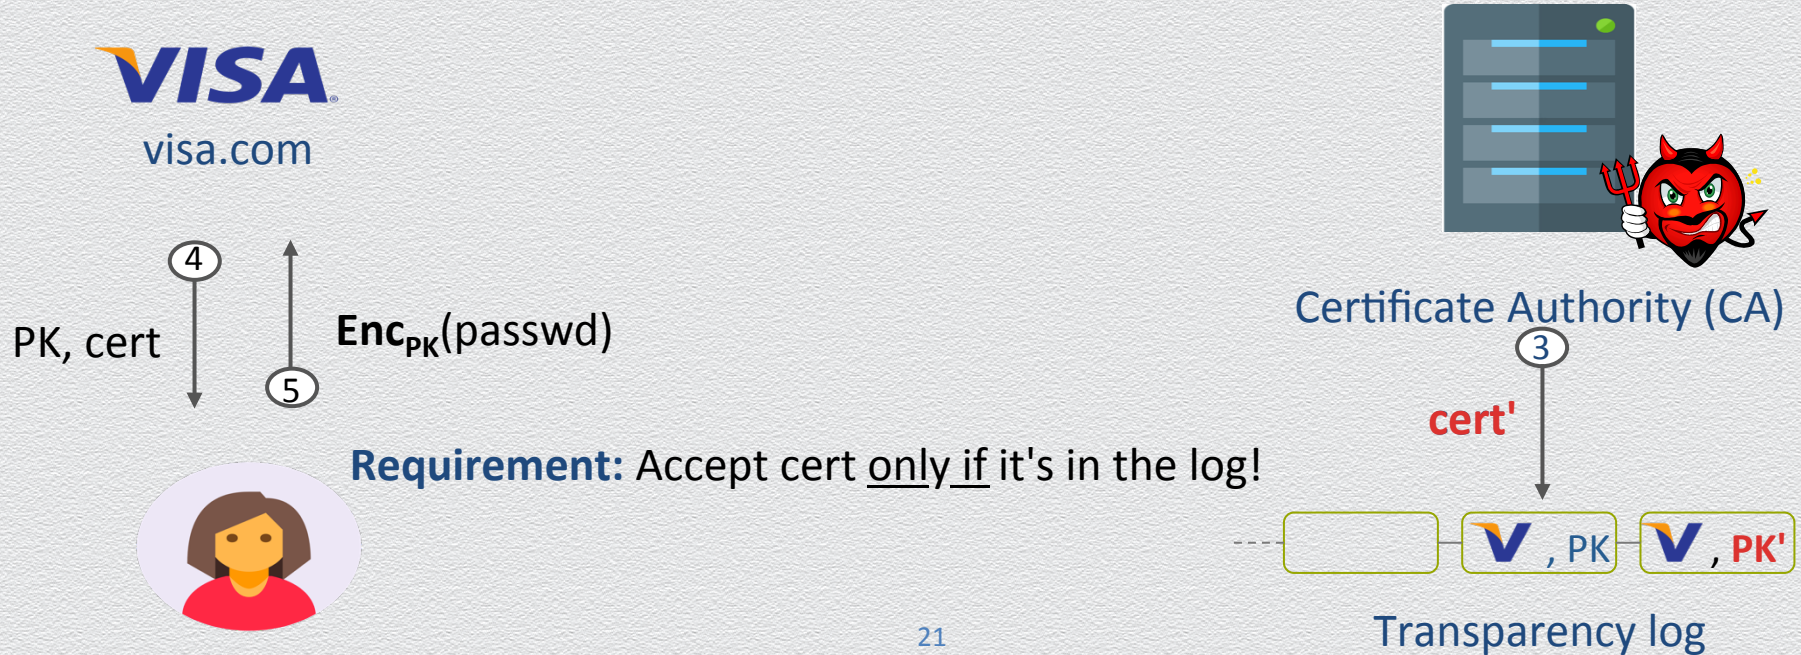 VISA
visa.com
4
PK, cert
Enc_PK(passwd)
5
Certificate Authority (CA)
3
cert'
Requirement: Accept cert only if it's in the log!
V , PK
V , PK'
21
Transparency log